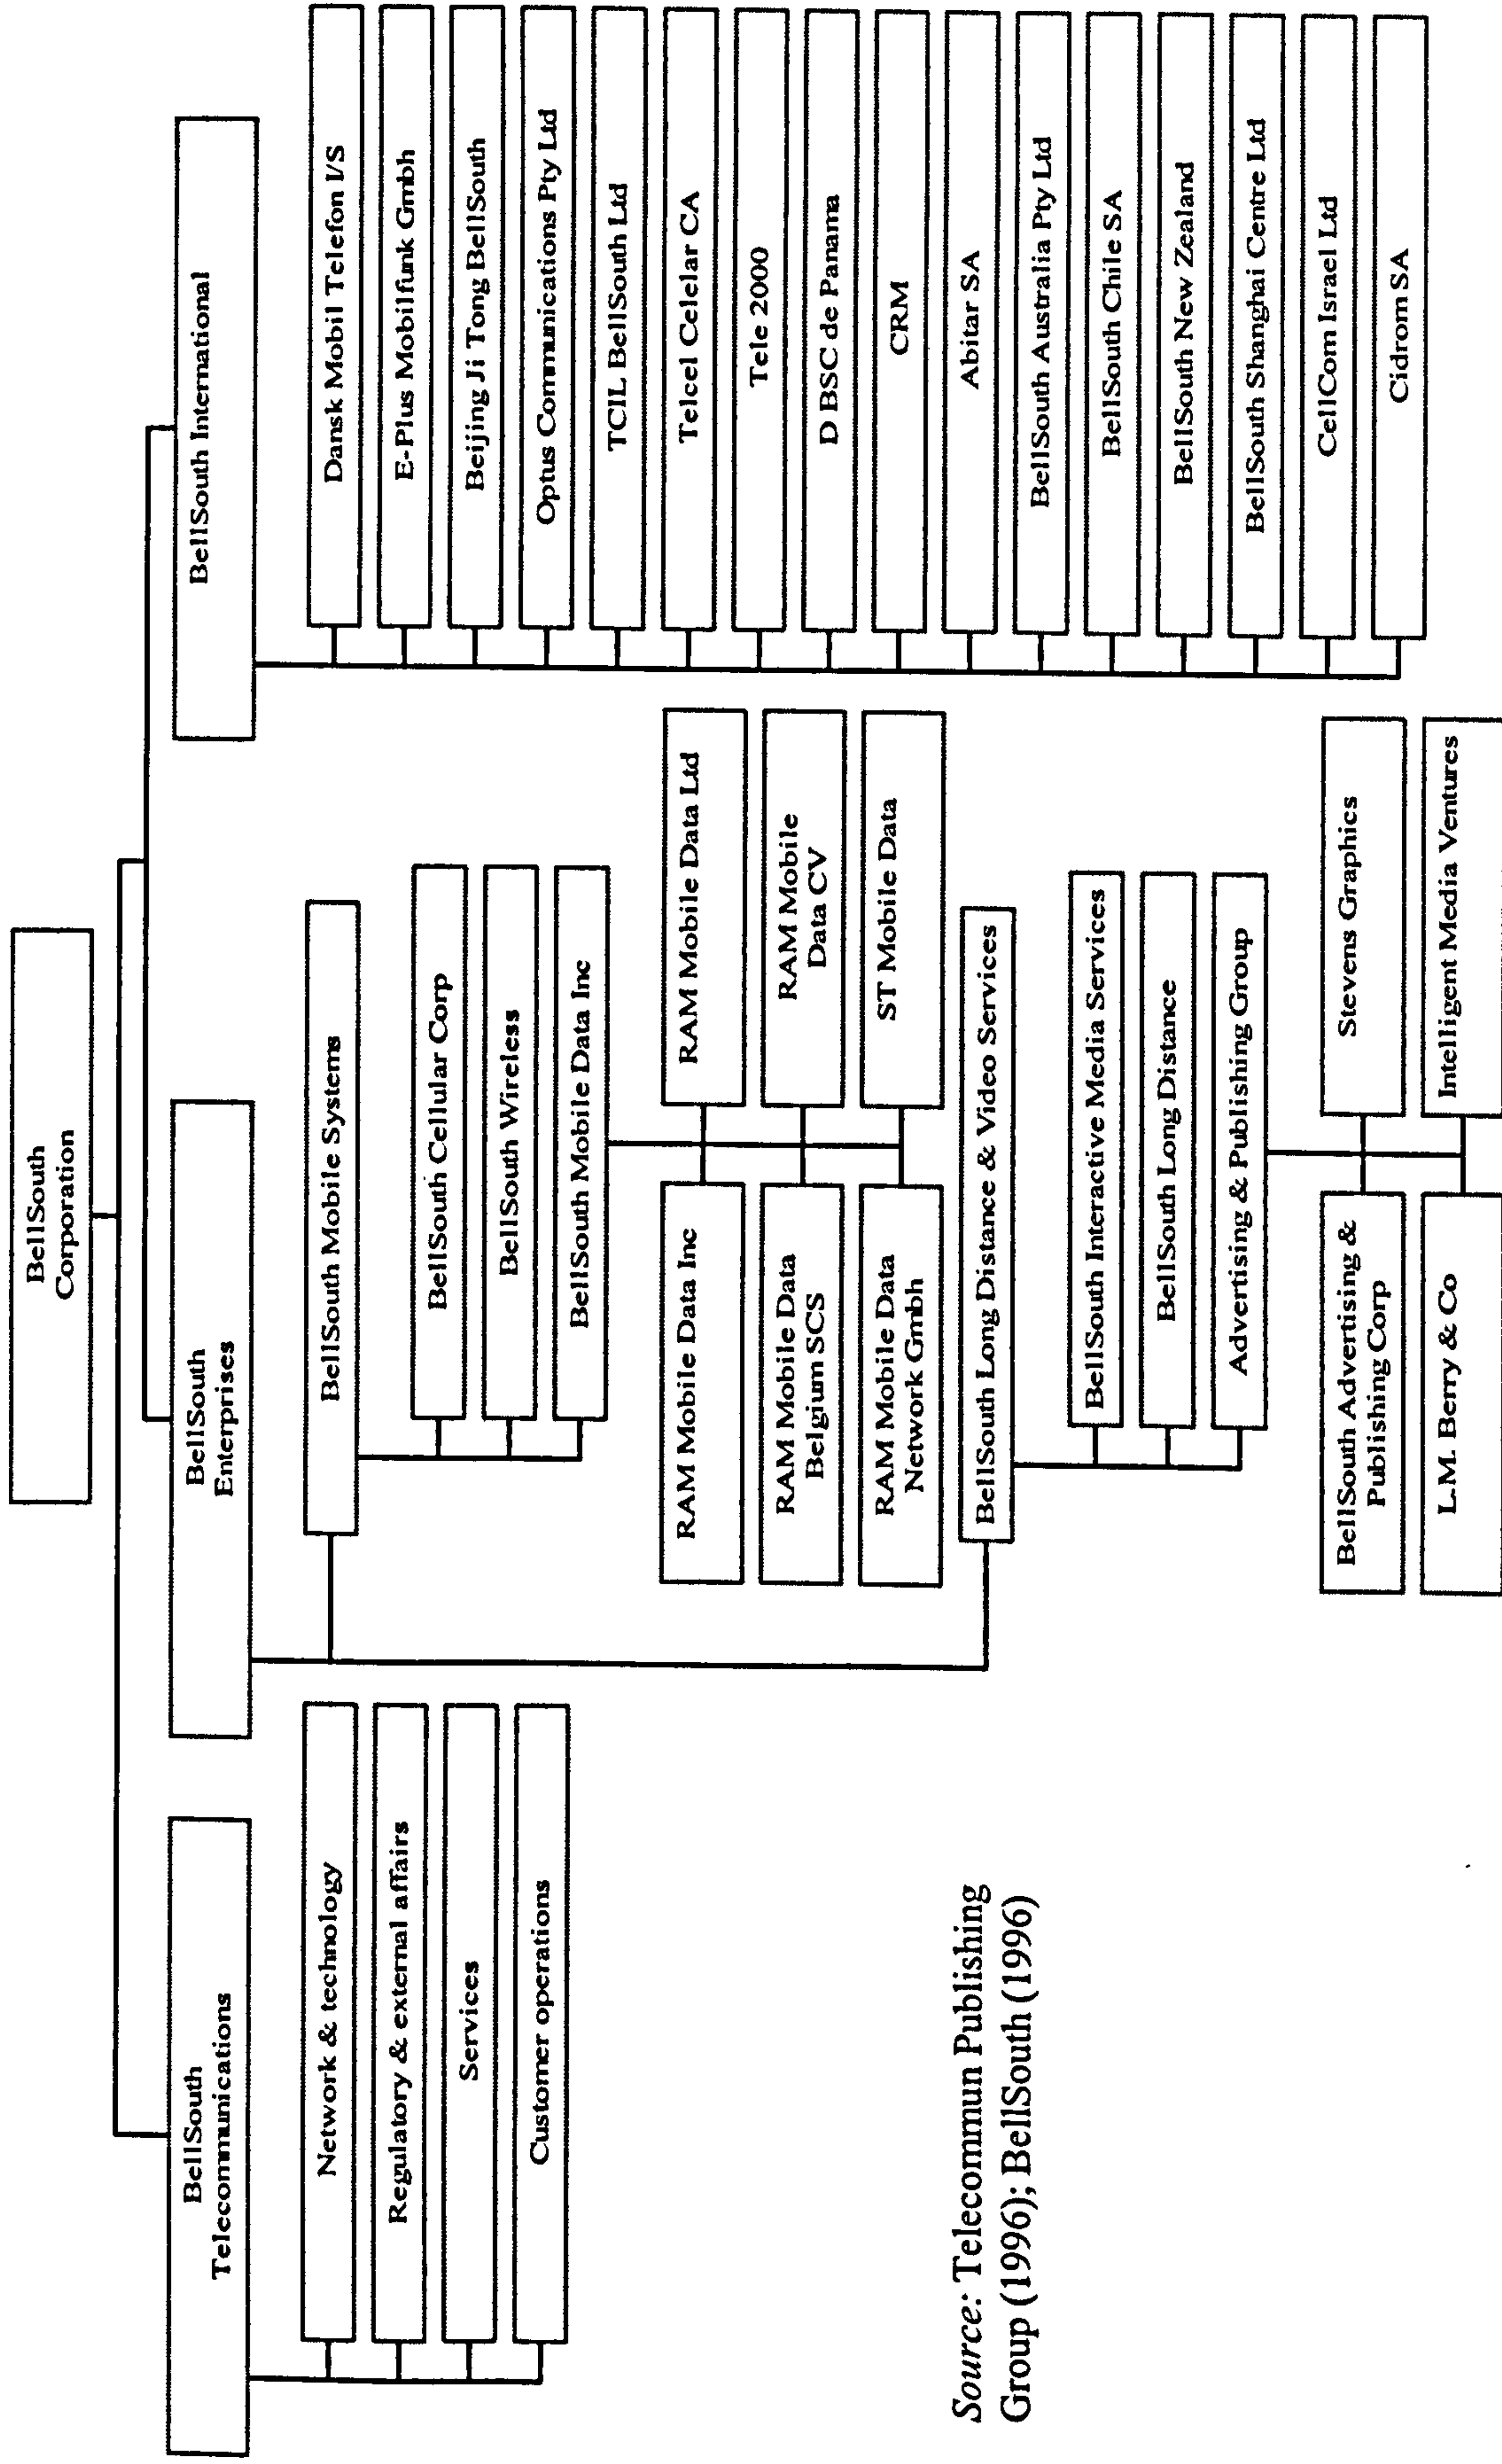 BellSouth
Corporation
BellSouth
Telecommunications
Network & technology
Regulatory & external affairs
Services
Customer operations
BellSouth
Enterprises
BellSouth Mobile Systems
BellSouth Cellular Corp
BellSouth Wireless
BellSouth Mobile Data Inc
RAM Mobile Data Inc
RAM Mobile Data Ltd
RAM Mobile Data
Belgium SCS
RAM Mobile
Data CV
RAM Mobile Data
Network Gmbh
ST Mobile Data
BellSouth Long Distance & Video Services
BellSouth Interactive Media Services
BellSouth Long Distance
Advertising & Publishing Group
BellSouth Advertising &
Publishing Corp
Stevens Graphics
L.M. Berry & Co
Intelligent Media Ventures
BellSouth International
Dansk Mobil Telefon I/S
E-Plus Mobilfunk Gmbh
Beijing Ji Tong BellSouth
Optus Communications Pty Ltd
TCIL BellSouth Ltd
Telcel Celelar CA
Tele 2000
D BSC de Panama
CRM
Abitar SA
BellSouth Australia Pty Ltd
BellSouth Chile SA
BellSouth New Zealand
BellSouth Shanghai Centre Ltd
CellCom Israel Ltd
Cidrom SA
Source: Telecommun Publishing
Group (1996); BellSouth (1996)